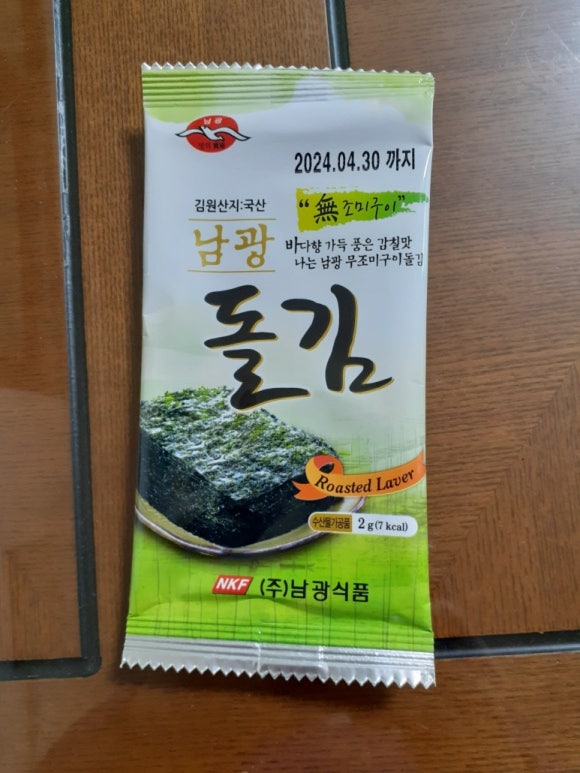 남광
2024.04.30 까지
김원산지:국산
"無 조미구이"
남광
바다향 가득 품은 감칠맛
나는 남광 무조미구이돌김
돌김
Roasted Laver
수산물가공품 2 g (7 kcal)
NKF (주)남광식품